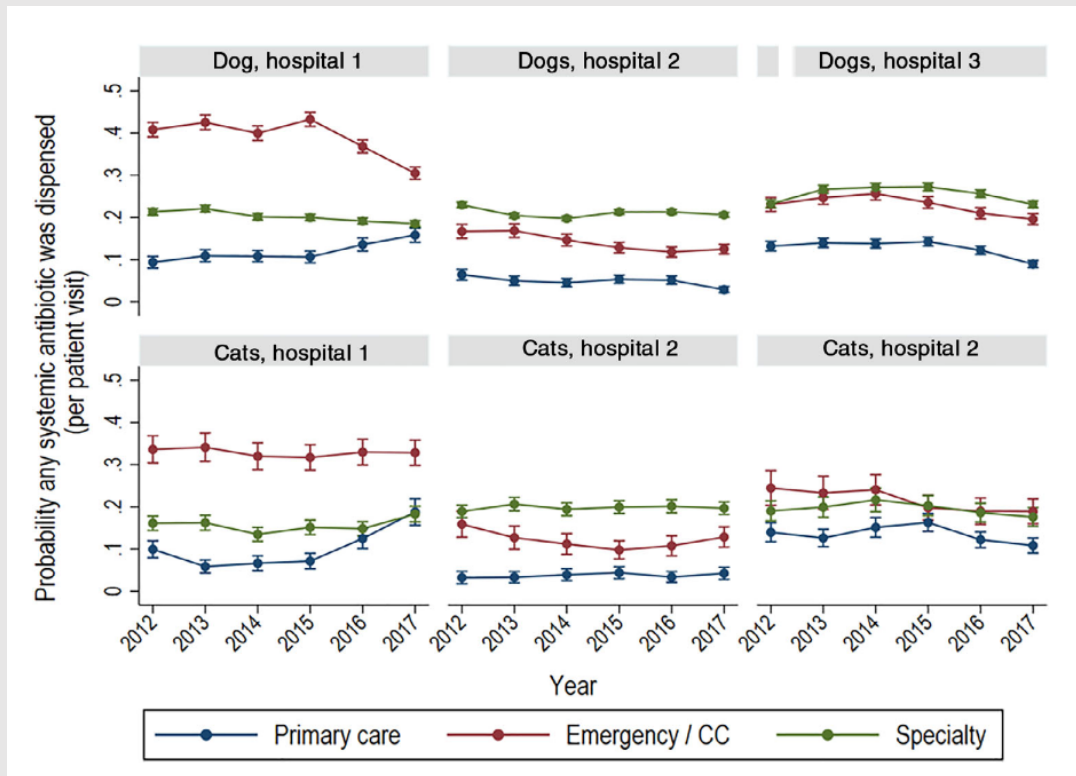 Dog, hospital 1
Dogs, hospital 2
Dogs, hospital 3
.5
.4
.3
.2
.1
0
Probability any systemic antibiotic was dispensed
(per patient visit)
Cats, hospital 1
Cats, hospital 2
Cats, hospital 2
.5
.4
.3
.2
.1
0
2012 2013 2014 2015 2016 2017
2012 2013 2014 2015 2016 2017
2012 2013 2014 2015 2016 2017
Year
Primary care
Emergency / CC
Specialty